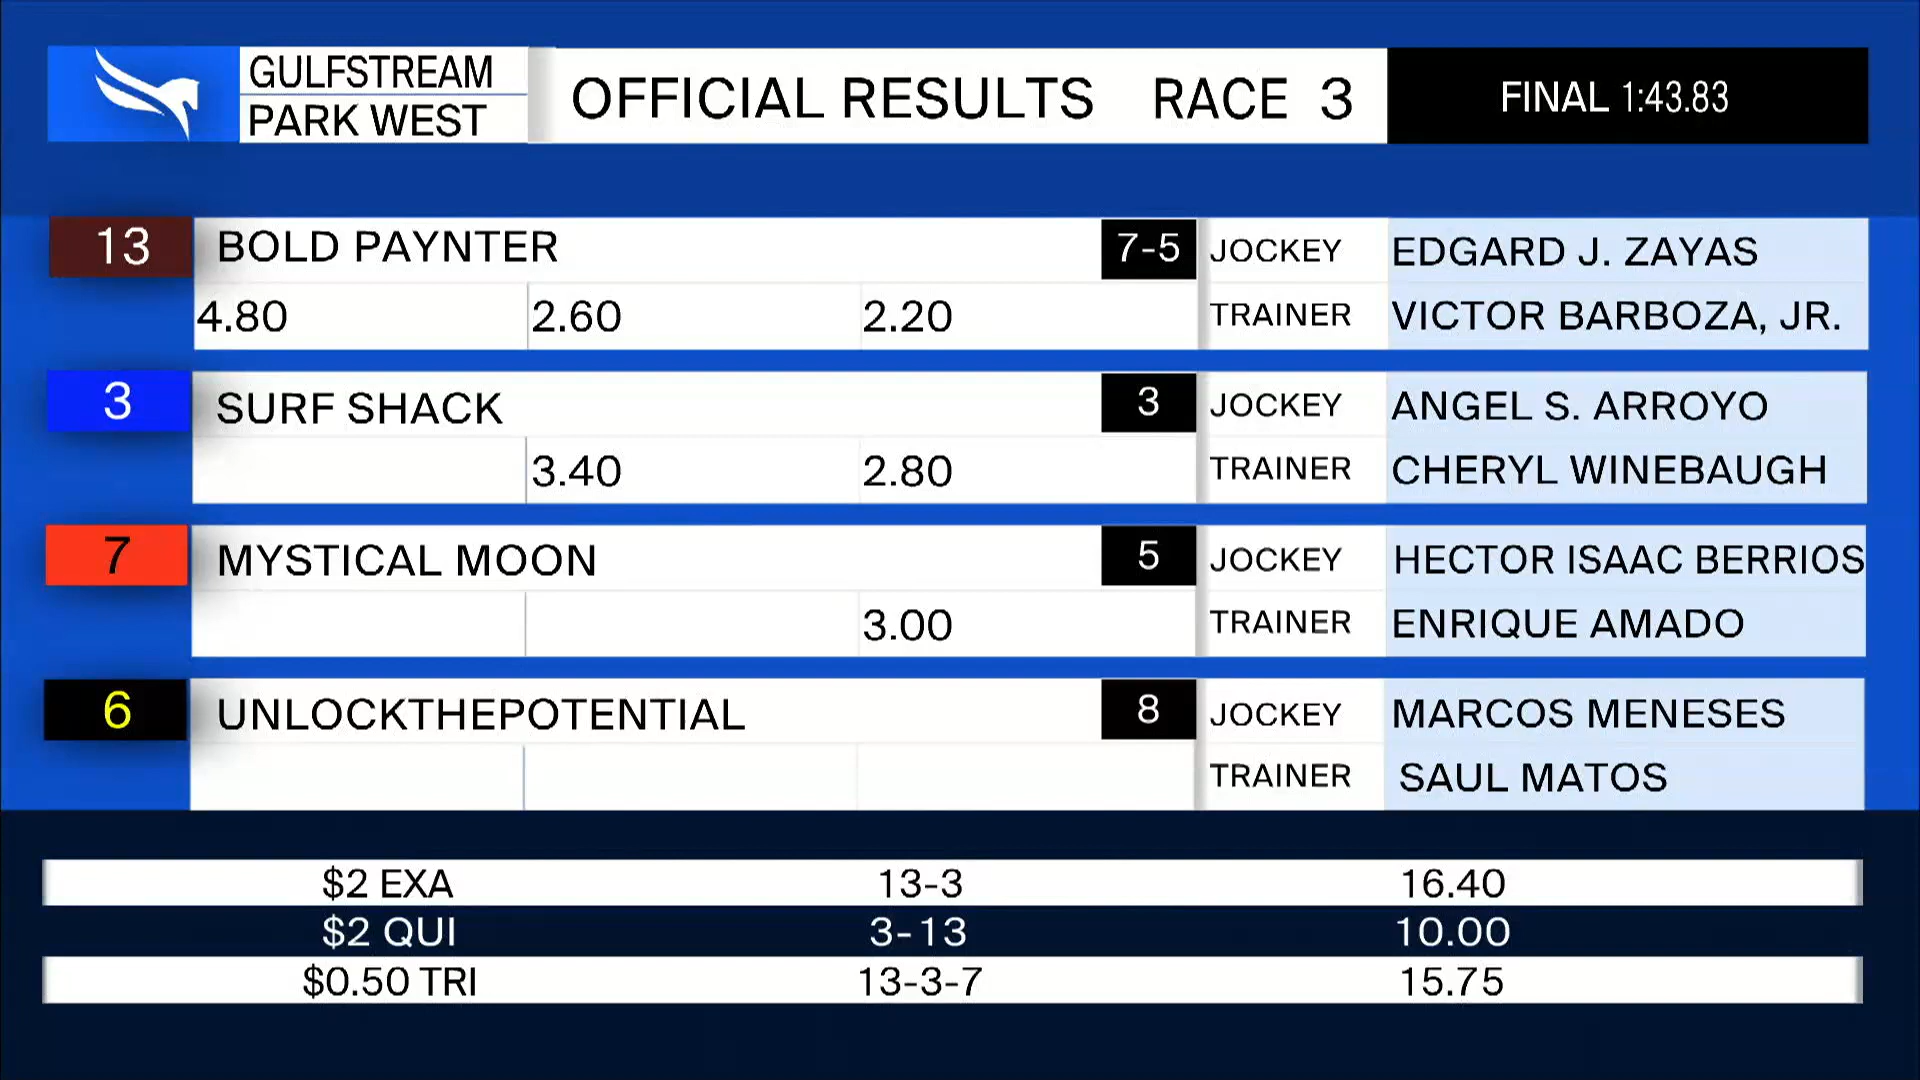 GULFSTREAM
PARK WEST
OFFICIAL RESULTS RACE 3
FINAL 1:43.83
13 BOLD PAYNTER 7-5 JOCKEY EDGARD J. ZAYAS
4.80 2.60 2.20 TRAINER VICTOR BARBOZA, JR.
3 SURF SHACK 3 JOCKEY ANGEL S. ARROYO
3.40 2.80 TRAINER CHERYL WINEBAUGH
7 MYSTICAL MOON 5 JOCKEY HECTOR ISAAC BERRIOS
3.00 TRAINER ENRIQUE AMADO
6 UNLOCKTHEPOTENTIAL 8 JOCKEY MARCOS MENESES
TRAINER SAUL MATOS
$2 EXA 13-3 16.40
$2 QUI 3-13 10.00
$0.50 TRI 13-3-7 15.75